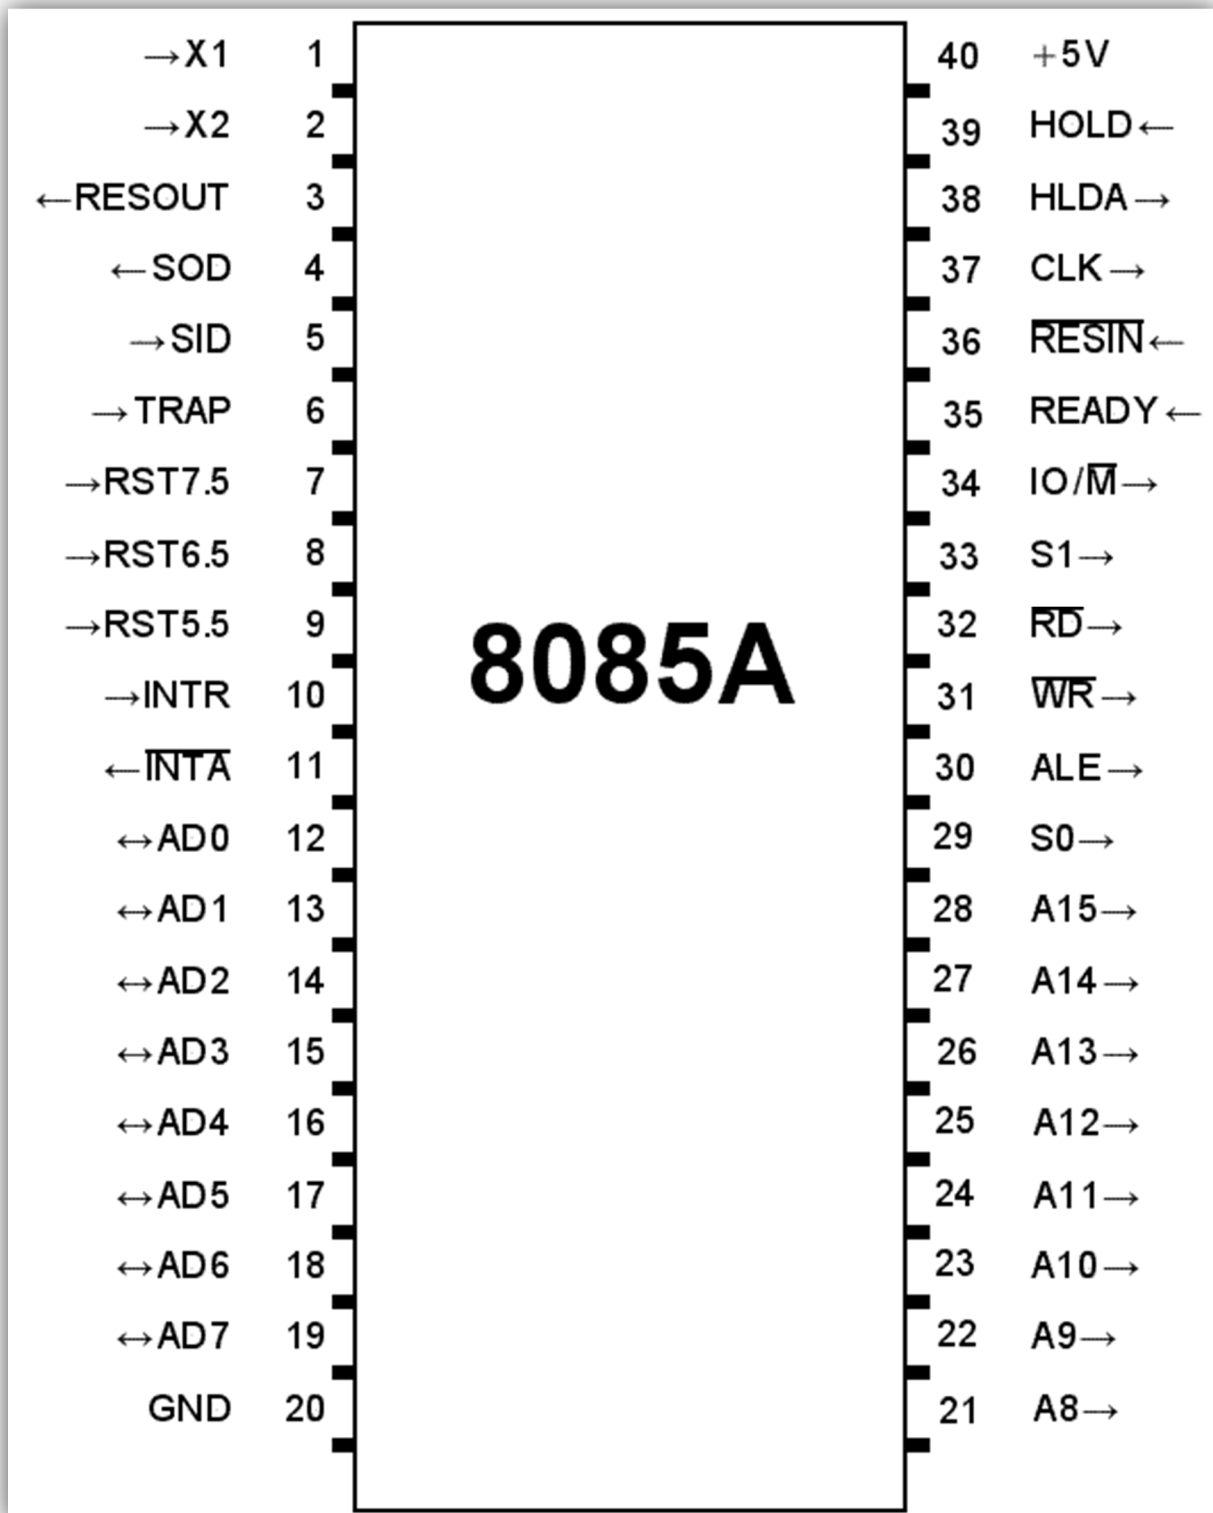 →X1 1 40 +5V
→X2 2 39 HOLD←
←RESOUT 3 38 HLDA→
←SOD 4 37 CLK→
→SID 5 36 R̅E̅S̅I̅N̅←
→TRAP 6 35 READY←
→RST7.5 7 34 IO/M̅→
→RST6.5 8 33 S1→
→RST5.5 9 32 R̅D̅→
→INTR 10 31 W̅R̅→
←I̅N̅T̅A̅ 11 30 ALE→
↔AD0 12 29 S0→
↔AD1 13 28 A15→
↔AD2 14 27 A14→
↔AD3 15 26 A13→
↔AD4 16 25 A12→
↔AD5 17 24 A11→
↔AD6 18 23 A10→
↔AD7 19 22 A9→
GND 20 21 A8→
8085A